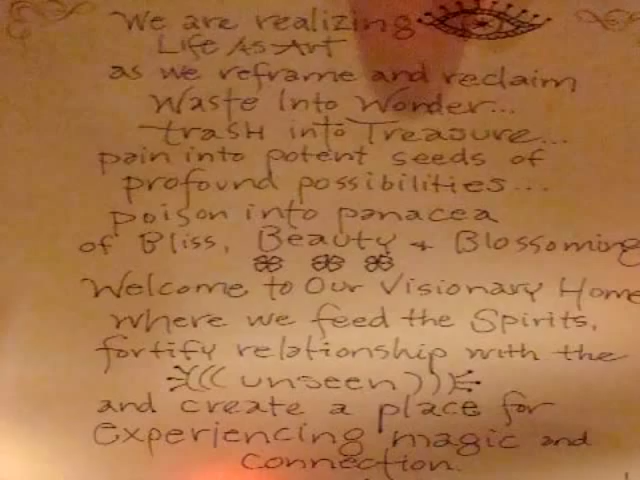 We are realizing
Life As Art
as we reframe and reclaim
Waste Into Wonder...
trash into Treasure...
pain into potent seeds of
profound possibilities...
poison into panacea
of Bliss, Beauty + Blossoming
Welcome to Our Visionary Home
where we feed the Spirits,
fortify relationship with the
(((unseen)))
and create a place for
experiencing magic and
connection.